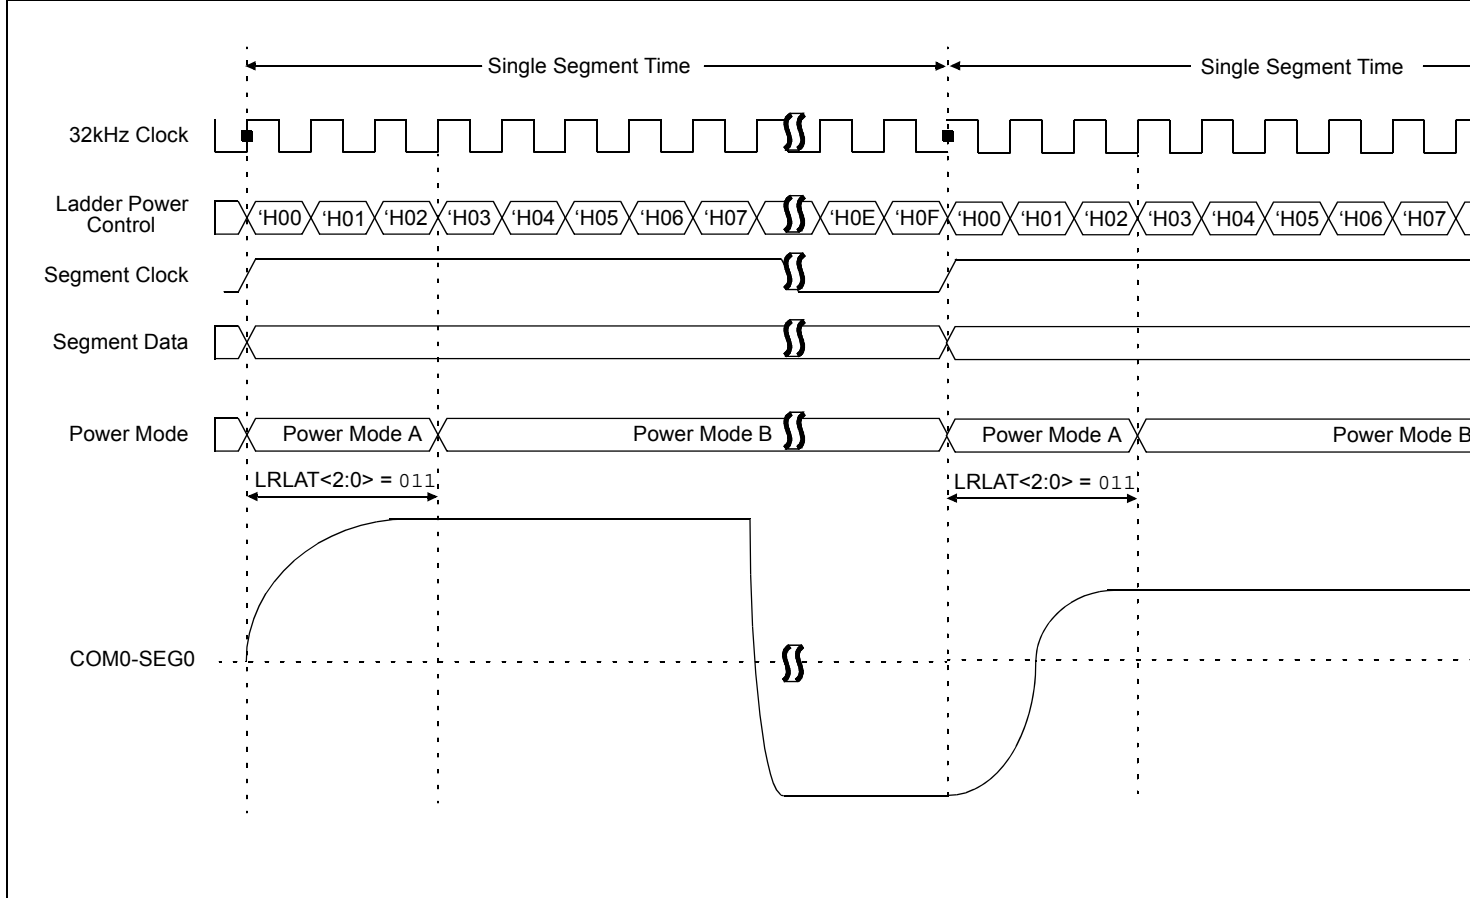 Single Segment Time Single Segment Time
32kHz Clock
Ladder Power
Control
‘H00 ‘H01 ‘H02 ‘H03 ‘H04 ‘H05 ‘H06 ‘H07 ‘H0E ‘H0F ‘H00 ‘H01 ‘H02 ‘H03 ‘H04 ‘H05 ‘H06 ‘H07
Segment Clock
Segment Data
Power Mode Power Mode A Power Mode B Power Mode A Power Mode B
LRLAT<2:0> = 011 LRLAT<2:0> = 011
COM0-SEG0